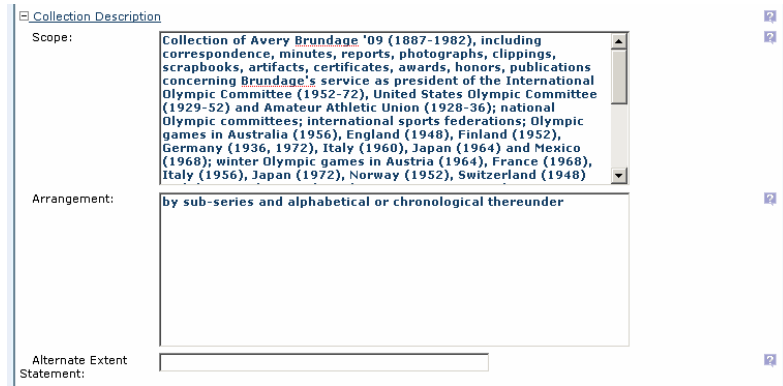 Collection Description
Scope:
Collection of Avery Brundage '09 (1887-1982), including
correspondence, minutes, reports, photographs, clippings,
scrapbooks, artifacts, certificates, awards, honors, publications
concerning Brundage's service as president of the International
Olympic Committee (1952-72), United States Olympic Committee
(1929-52) and Amateur Athletic Union (1928-36); national
Olympic committees; international sports federations; Olympic
games in Australia (1956), England (1948), Finland (1952),
Germany (1936, 1972), Italy (1960), Japan (1964) and Mexico
(1968); winter Olympic games in Austria (1964), France (1968),
Italy (1956), Japan (1972), Norway (1952), Switzerland (1948)
Arrangement:
by sub-series and alphabetical or chronological thereunder
Alternate Extent
Statement: